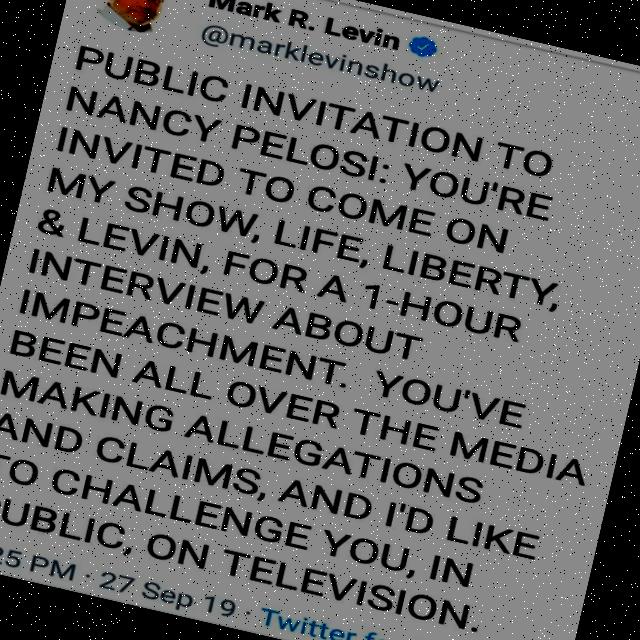 Mark R. Levin
@marklevinshow
PUBLIC INVITATION TO
NANCY PELOSI: YOU'RE
INVITED TO COME ON
MY SHOW, LIFE, LIBERTY,
& LEVIN, FOR A 1-HOUR
INTERVIEW ABOUT
IMPEACHMENT. YOU'VE
BEEN ALL OVER THE MEDIA
MAKING ALLEGATIONS
AND CLAIMS, AND I'D LIKE
TO CHALLENGE YOU, IN
PUBLIC, ON TELEVISION.
25 PM · 27 Sep 19 · Twitter